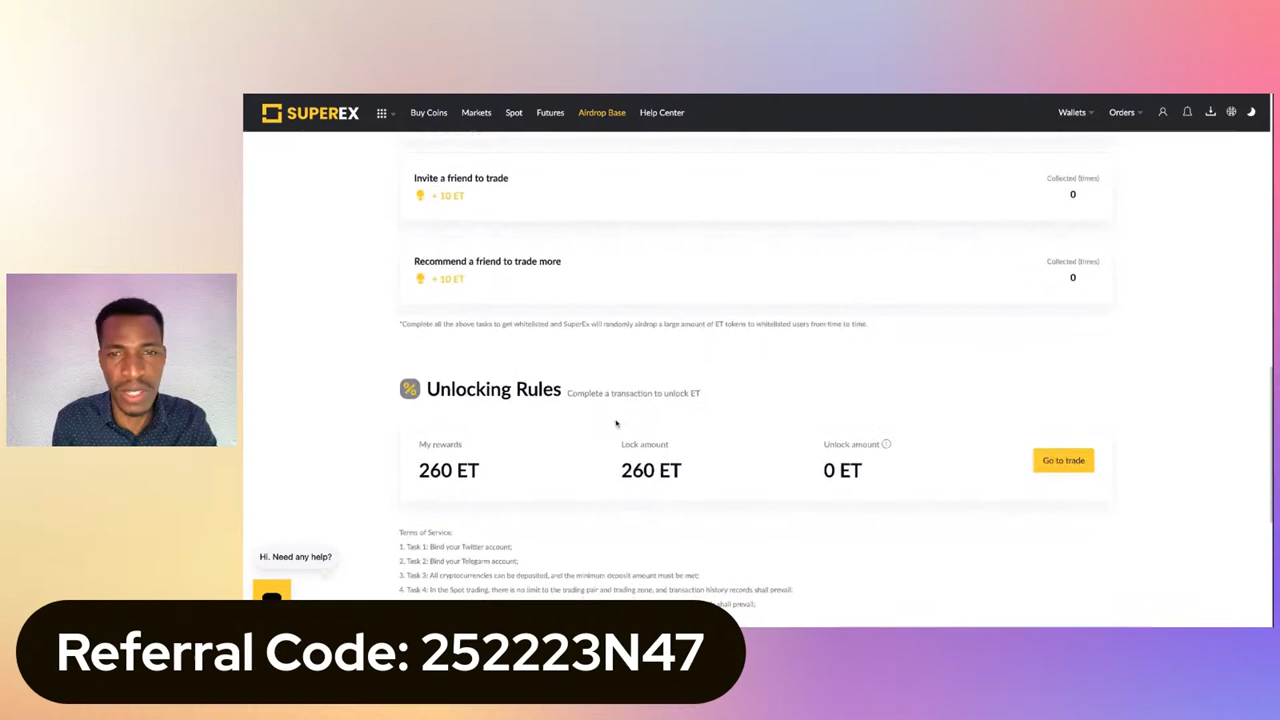 SUPEREX
Buy Coins Markets Spot Futures Airdrop Base Help Center Wallets Orders
Invite a friend to trade
+ 10 ET
Collected (times)
0
Recommend a friend to trade more
+ 10 ET
Collected (times)
0
*Complete all the above tasks to get whitelisted and SuperEx will randomly airdrop a large amount of ET tokens to whitelisted users from time to time.
Unlocking Rules Complete a transaction to unlock ET
My rewards Lock amount Unlock amount
260 ET 260 ET 0 ET
Go to trade
Terms of Service:
1. Task 1: Bind your Twitter account;
2. Task 2: Bind your Telegarm account;
3. Task 3: All cryptocurrencies can be deposited, and the minimum deposit amount must be met;
4. Task 4: In the Spot trading, there is no limit to the trading pair and trading zone, and transaction history records shall prevail;
shall prevail;
Hi. Need any help?
Referral Code: 252223N47